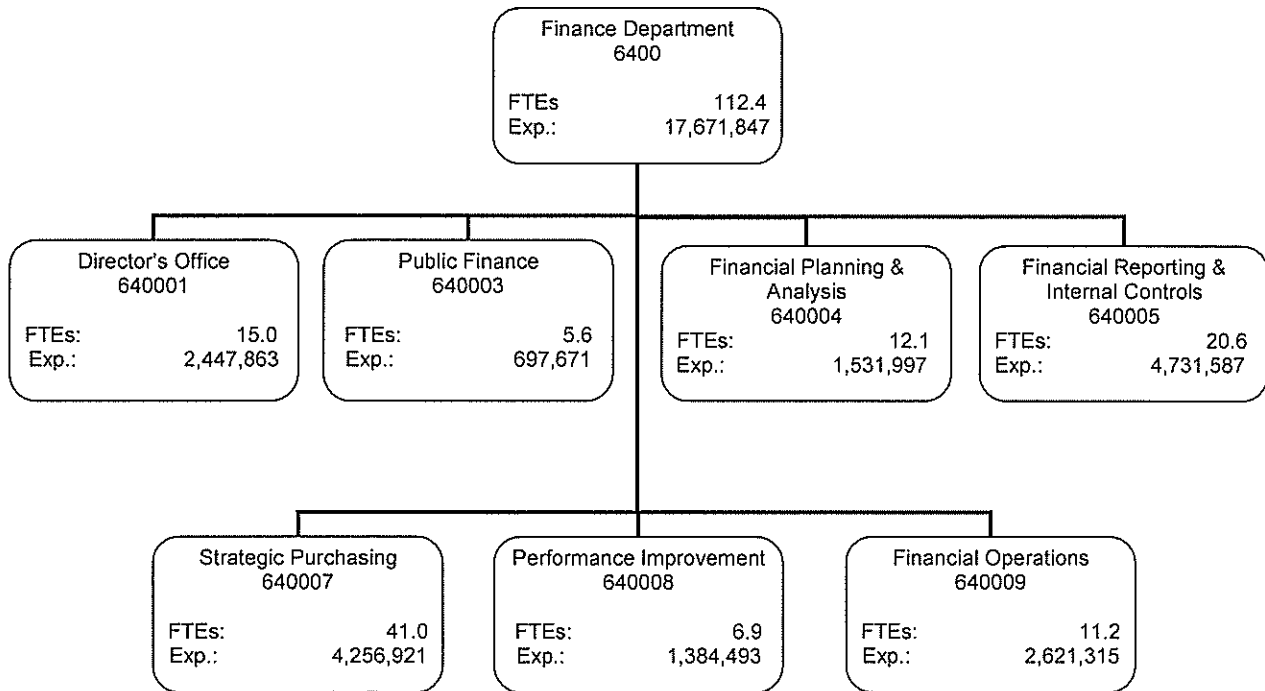 Finance Department
6400
FTEs 112.4
Exp.: 17,671,847
Director's Office
640001
FTEs: 15.0
Exp.: 2,447,863
Public Finance
640003
FTEs: 5.6
Exp.: 697,671
Financial Planning &
Analysis
640004
FTEs: 12.1
Exp.: 1,531,997
Financial Reporting &
Internal Controls
640005
FTEs: 20.6
Exp.: 4,731,587
Strategic Purchasing
640007
FTEs: 41.0
Exp.: 4,256,921
Performance Improvement
640008
FTEs: 6.9
Exp.: 1,384,493
Financial Operations
640009
FTEs: 11.2
Exp.: 2,621,315